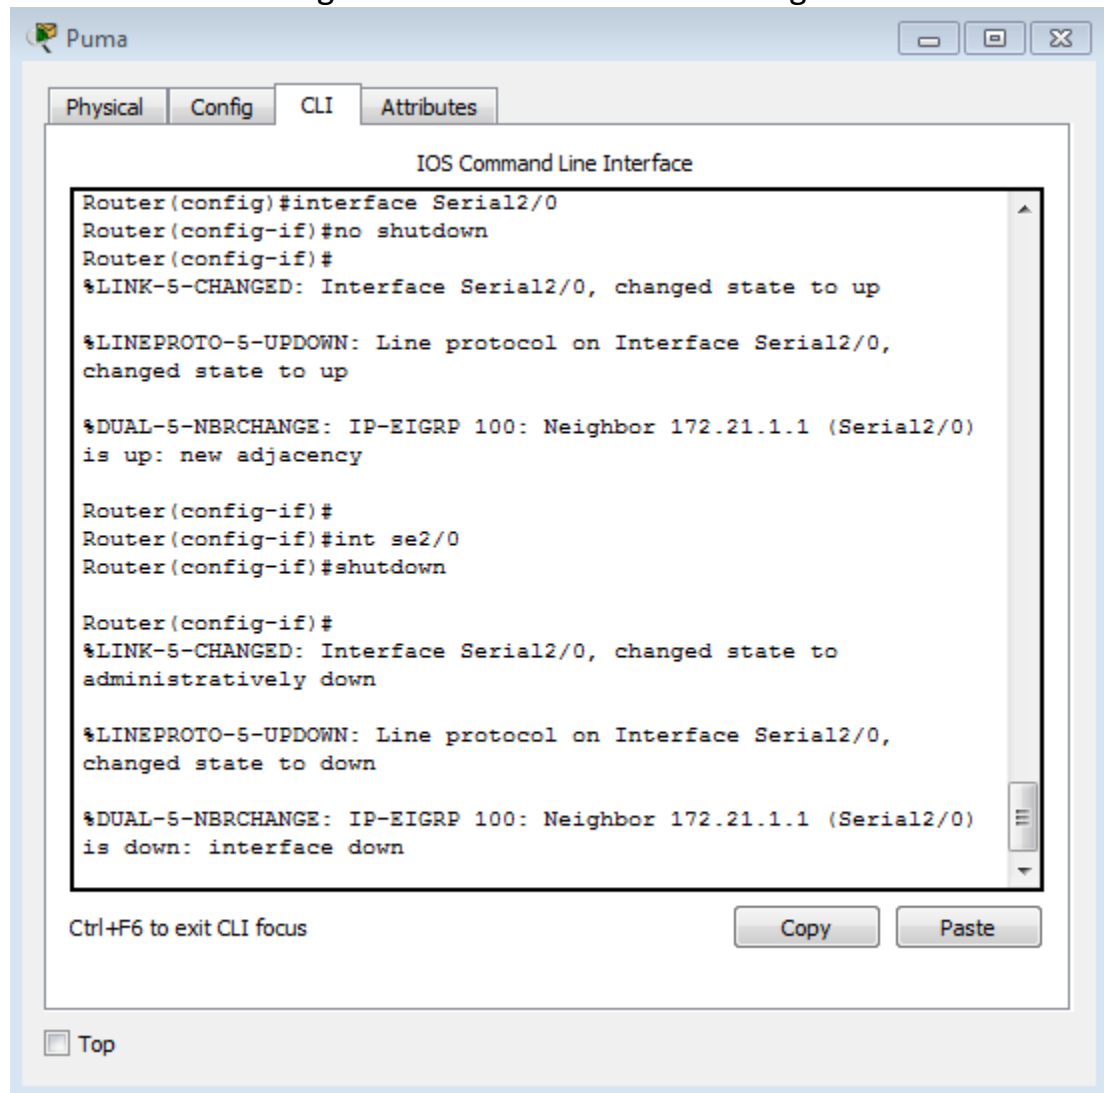 Puma
Physical Config CLI Attributes
IOS Command Line Interface
Router(config)#interface Serial2/0
Router(config-if)#no shutdown
Router(config-if)#
%LINK-5-CHANGED: Interface Serial2/0, changed state to up
%LINEPROTO-5-UPDOWN: Line protocol on Interface Serial2/0,
changed state to up
%DUAL-5-NBRCHANGE: IP-EIGRP 100: Neighbor 172.21.1.1 (Serial2/0)
is up: new adjacency
Router(config-if)#
Router(config-if)#int se2/0
Router(config-if)#shutdown
Router(config-if)#
%LINK-5-CHANGED: Interface Serial2/0, changed state to
administratively down
%LINEPROTO-5-UPDOWN: Line protocol on Interface Serial2/0,
changed state to down
%DUAL-5-NBRCHANGE: IP-EIGRP 100: Neighbor 172.21.1.1 (Serial2/0)
is down: interface down
Ctrl+F6 to exit CLI focus
Copy Paste
Top